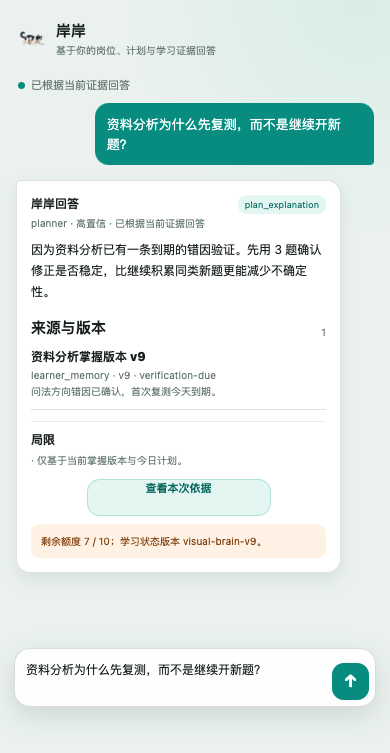 岸岸
基于你的岗位、计划与学习证据回答
已根据当前证据回答
资料分析为什么先复测，而不是继续开新
题？
岸岸回答
plan_explanation
planner · 高置信 · 已根据当前证据回答
因为资料分析已有一条到期的错因验证。先用 3 题确认
修正是否稳定，比继续积累同类新题更能减少不确定
性。
来源与版本
1
资料分析掌握版本 v9
learner_memory · v9 · verification-due
问法方向错因已确认，首次复测今天到期。
局限
· 仅基于当前掌握版本与今日计划。
查看本次依据
剩余额度 7 / 10；学习状态版本 visual-brain-v9。
资料分析为什么先复测，而不是继续开新题？